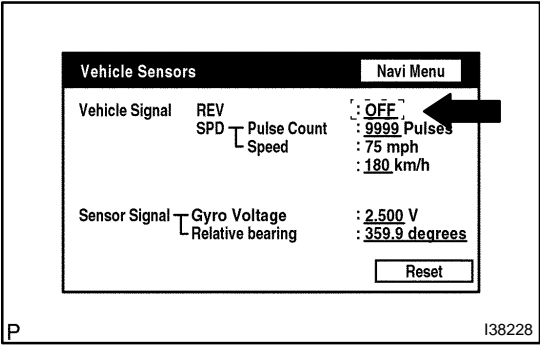 Vehicle Sensors Navi Menu
Vehicle Signal REV : OFF
SPD Pulse Count : 9999 Pulses
Speed : 75 mph
: 180 km/h
Sensor Signal Gyro Voltage : 2.500 V
Relative bearing : 359.9 degrees
Reset
P I38228